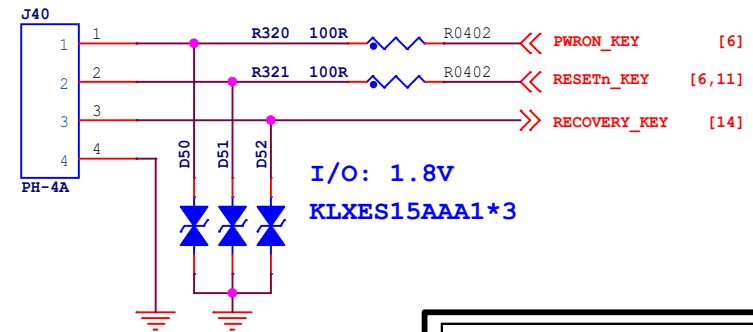 J40
1 1 R320 100R R0402 PWRON_KEY [6]
2 2 R321 100R R0402 RESETn_KEY [6,11]
3 3 RECOVERY_KEY [14]
4 4
PH-4A
D50 D51 D52
I/O: 1.8V
KLXES15AAA1*3